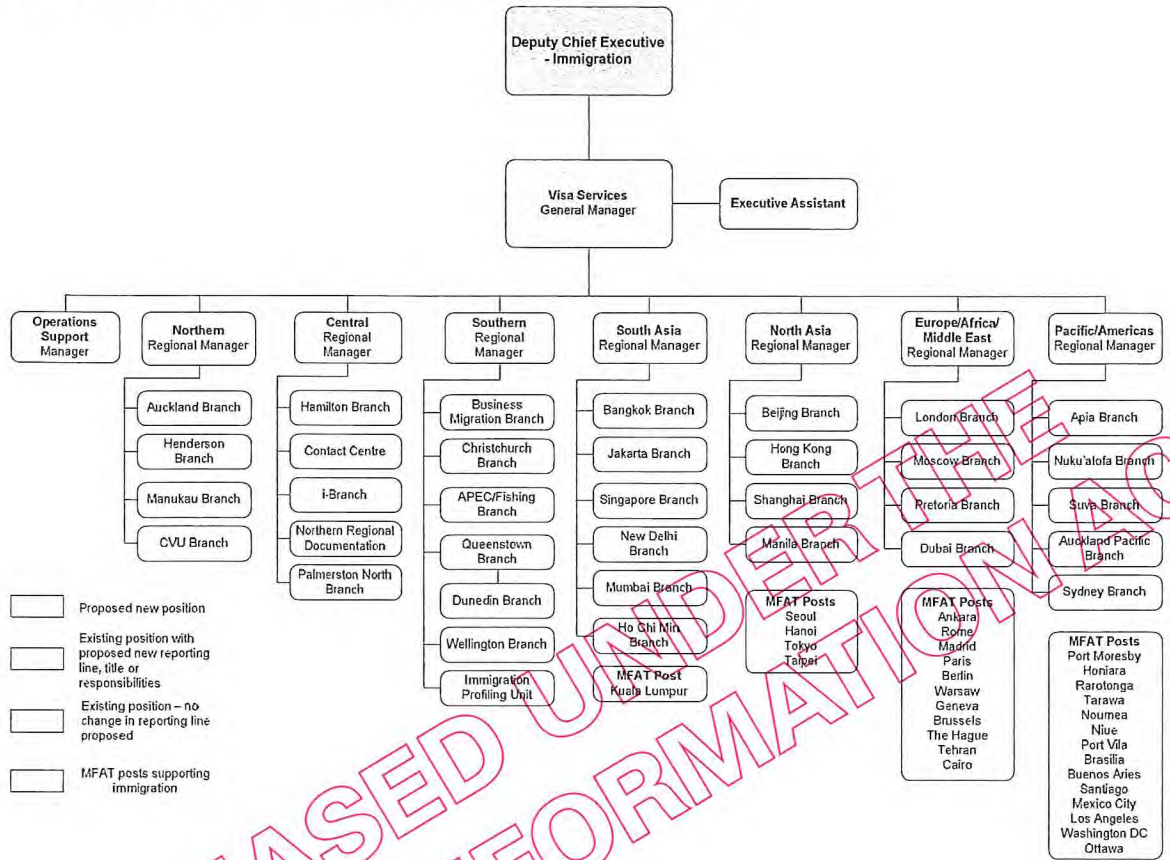 Deputy Chief Executive
- Immigration
Visa Services
General Manager
Executive Assistant
Operations
Support
Manager
Northern
Regional Manager
Central
Regional
Manager
Southern
Regional
Manager
South Asia
Regional Manager
North Asia
Regional Manager
Europe/Africa/
Middle East
Regional Manager
Pacific/Americas
Regional Manager
Auckland Branch
Henderson
Branch
Manukau Branch
CVU Branch
Hamilton Branch
Contact Centre
i-Branch
Northern Regional
Documentation
Palmerston North
Branch
Business
Migration Branch
Christchurch
Branch
APEC/Fishing
Branch
Queenstown
Branch
Dunedin Branch
Wellington Branch
Immigration
Profiling Unit
Bangkok Branch
Jakarta Branch
Singapore Branch
New Delhi
Branch
Mumbai Branch
Ho Chi Min
Branch
MFAT Post
Kuala Lumpur
Beijing Branch
Hong Kong
Branch
Shanghai Branch
Manila Branch
MFAT Posts
Seoul
Hanoi
Tokyo
Taipei
London Branch
Moscow Branch
Pretoria Branch
Dubai Branch
MFAT Posts
Ankara
Rome
Madrid
Paris
Berlin
Warsaw
Geneva
Brussels
The Hague
Tehran
Cairo
Apia Branch
Nuku'alofa Branch
Suva Branch
Auckland Pacific
Branch
Sydney Branch
MFAT Posts
Port Moresby
Honiara
Rarotonga
Tarawa
Noumea
Niue
Port Vila
Brasilia
Buenos Aries
Santiago
Mexico City
Los Angeles
Washington DC
Ottawa
Proposed new position
Existing position with
proposed new reporting
line, title or
responsibilities
Existing position – no
change in reporting line
proposed
MFAT posts supporting
immigration
ASED UNDER THE
FORMATION AC